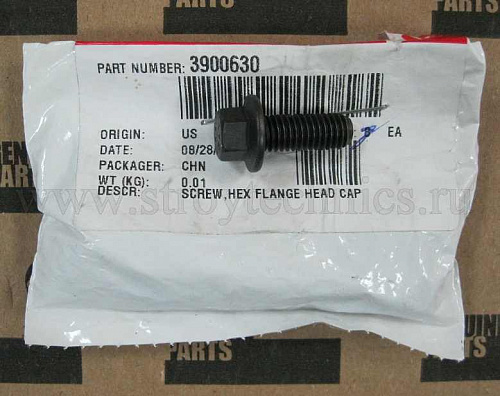 PART NUMBER: 3900630
ORIGIN: US EA
DATE: 08/28/
PACKAGER: CHN
WT (KG): 0.01
DESCR: SCREW,HEX FLANGE HEAD CAP
www.stroytechnics.ru
PARTS
PARTS